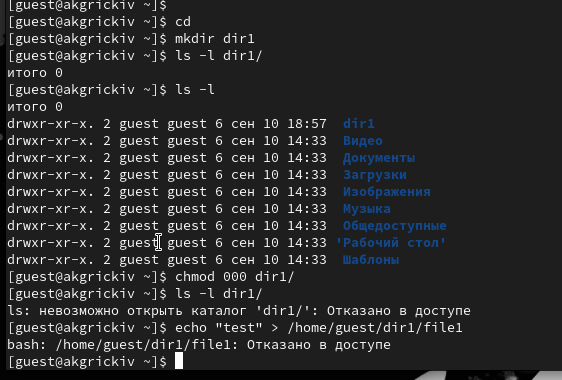 [guest@akgrickiv ~]$
[guest@akgrickiv ~]$ cd
[guest@akgrickiv ~]$ mkdir dir1
[guest@akgrickiv ~]$ ls -l dir1/
итого 0
[guest@akgrickiv ~]$ ls -l
итого 0
drwxr-xr-x. 2 guest guest 6 сен 10 18:57  dir1
drwxr-xr-x. 2 guest guest 6 сен 10 14:33  Видео
drwxr-xr-x. 2 guest guest 6 сен 10 14:33  Документы
drwxr-xr-x. 2 guest guest 6 сен 10 14:33  Загрузки
drwxr-xr-x. 2 guest guest 6 сен 10 14:33  Изображения
drwxr-xr-x. 2 guest guest 6 сен 10 14:33  Музыка
drwxr-xr-x. 2 guest guest 6 сен 10 14:33  Общедоступные
drwxr-xr-x. 2 guest guest 6 сен 10 14:33 'Рабочий стол'
drwxr-xr-x. 2 guest guest 6 сен 10 14:33  Шаблоны
[guest@akgrickiv ~]$ chmod 000 dir1/
[guest@akgrickiv ~]$ ls -l dir1/
ls: невозможно открыть каталог 'dir1/': Отказано в доступе
[guest@akgrickiv ~]$ echo "test" > /home/guest/dir1/file1
bash: /home/guest/dir1/file1: Отказано в доступе
[guest@akgrickiv ~]$